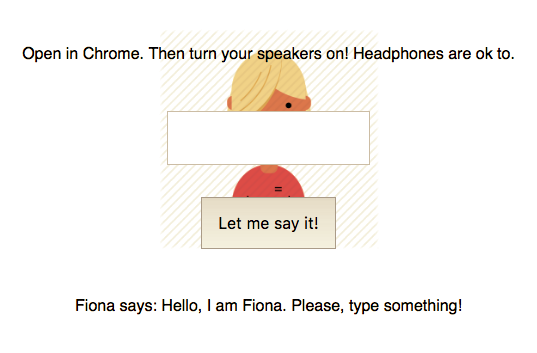 Open in Chrome. Then turn your speakers on! Headphones are ok to.
Let me say it!
Fiona says: Hello, I am Fiona. Please, type something!